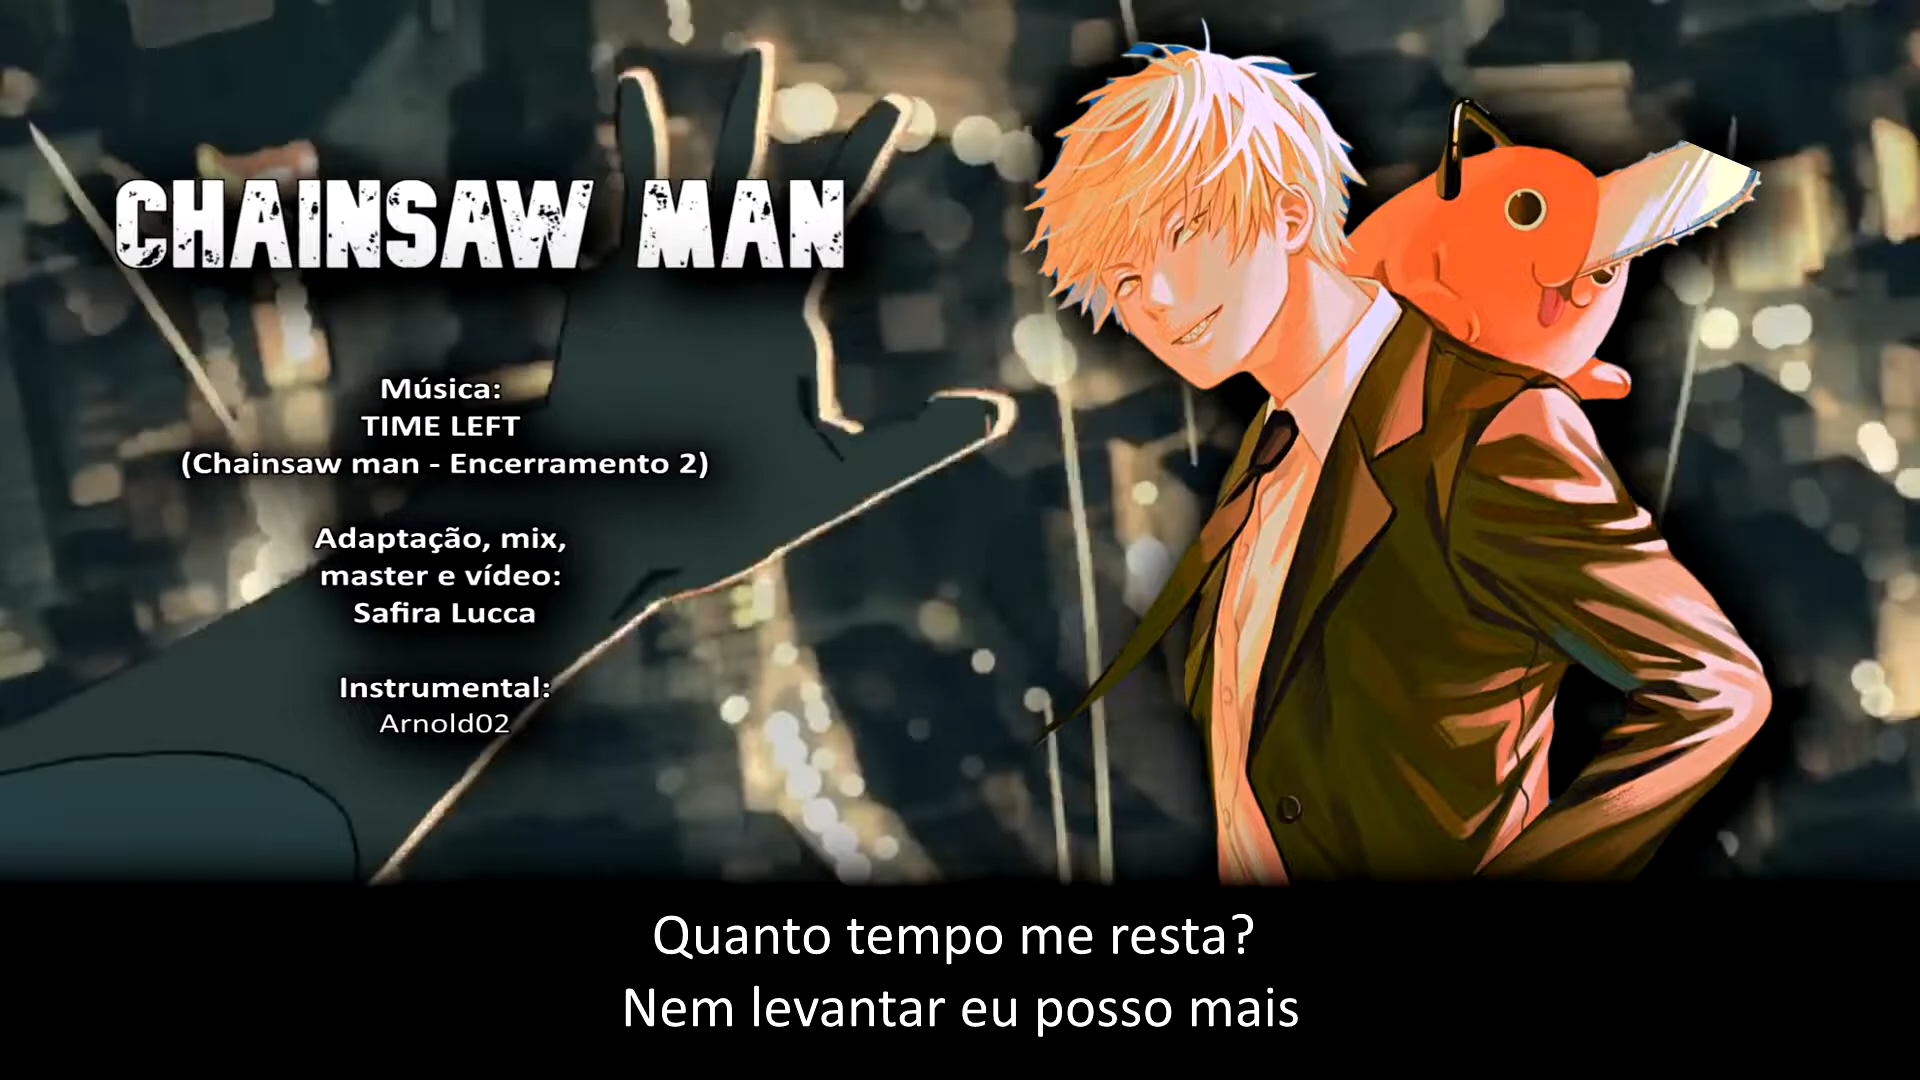 CHAINSAW MAN
Música:
TIME LEFT
(Chainsaw man - Encerramento 2)
Adaptação, mix,
master e vídeo:
Safira Lucca
Instrumental:
Arnold02
Quanto tempo me resta?
Nem levantar eu posso mais